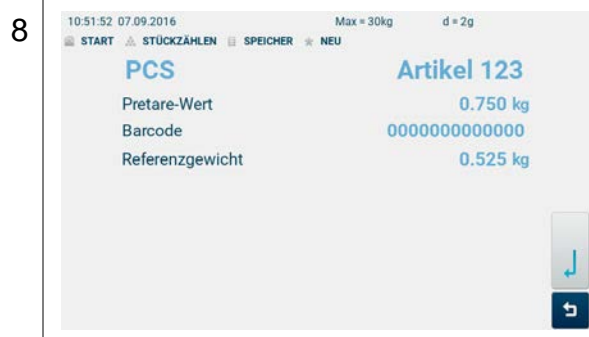 8
10:51:52 07.09.2016 Max = 30kg d = 2g
START STÜCKZÄHLEN SPEICHER NEU
PCS Artikel 123
Pretare-Wert 0.750 kg
Barcode 0000000000000
Referenzgewicht 0.525 kg